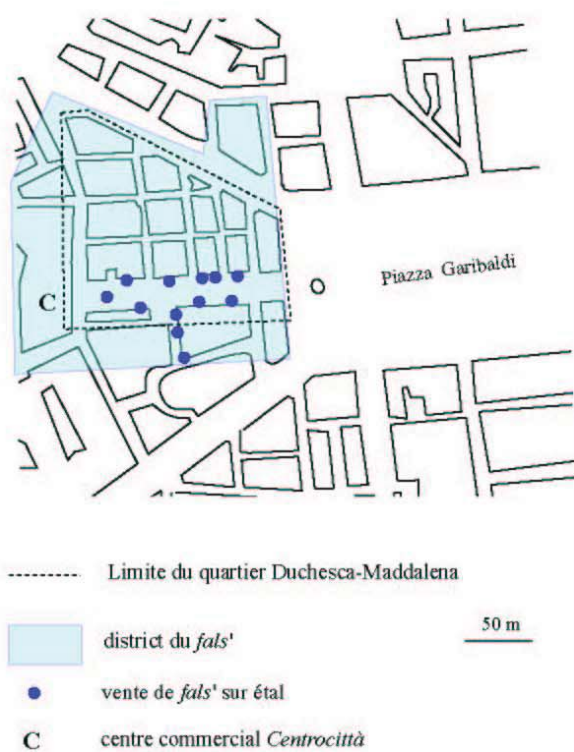 Piazza Garibaldi
C
Limite du quartier Duchesca-Maddalena
district du fals'
50 m
vente de fals' sur étal
C centre commercial Centrocittà